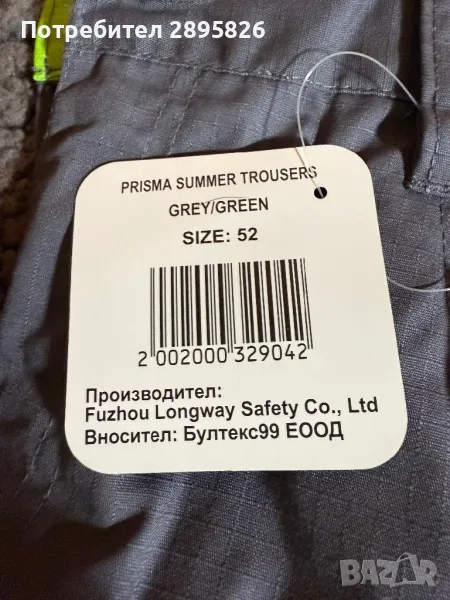 Потребител 2895826
PRISMA SUMMER TROUSERS
GREY/GREEN
SIZE: 52
2 002000 329042
Производител:
Fuzhou Longway Safety Co., Ltd
Вносител: Бултекс99 ЕООД
BAZAR